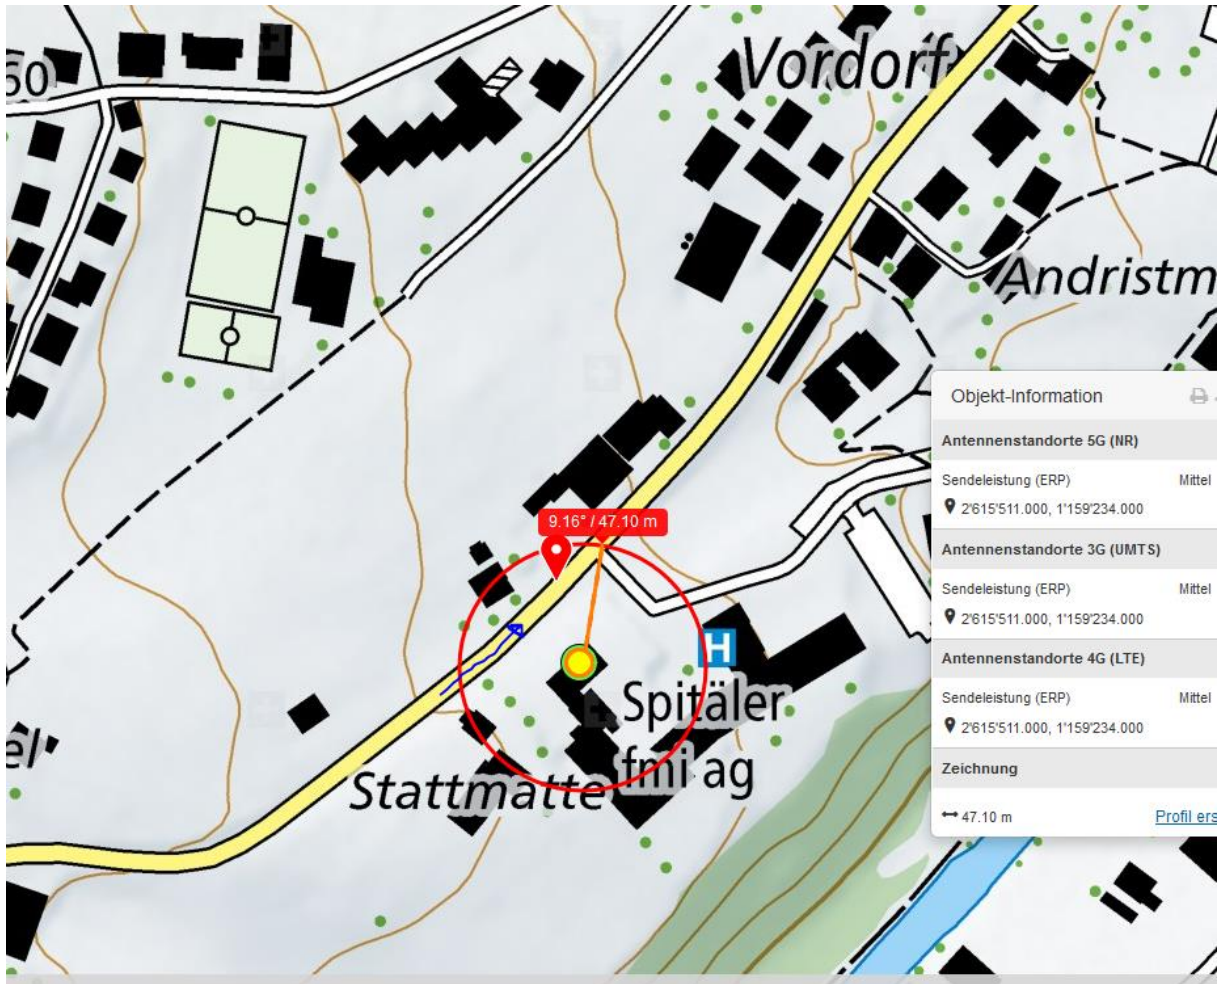 60
Vordorf
Andristm
Objekt-Information
Antennenstandorte 5G (NR)
Sendeleistung (ERP) Mittel
2'615'511.000, 1'159'234.000
9.16° / 47.10 m
Antennenstandorte 3G (UMTS)
Sendeleistung (ERP) Mittel
2'615'511.000, 1'159'234.000
H
Antennenstandorte 4G (LTE)
Sendeleistung (ERP) Mittel
2'615'511.000, 1'159'234.000
Spitäler
fmi ag
el
Stattmatte
Zeichnung
47.10 m Profil ers